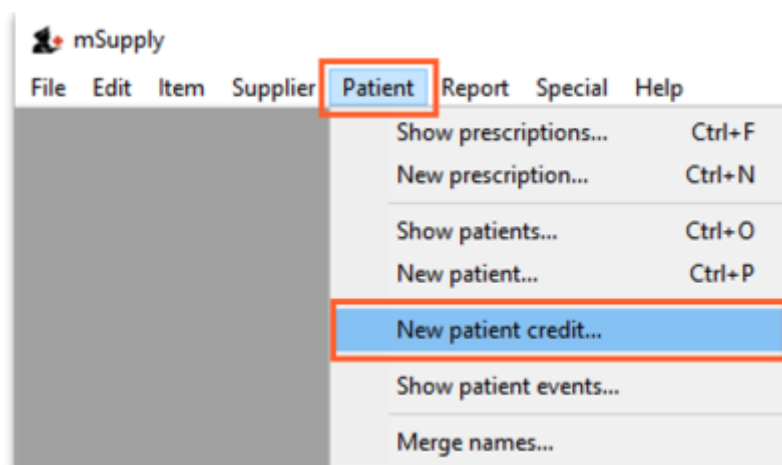 mSupply
File Edit Item Supplier Patient Report Special Help
Show prescriptions... Ctrl+F
New prescription... Ctrl+N
Show patients... Ctrl+O
New patient... Ctrl+P
New patient credit...
Show patient events...
Merge names...